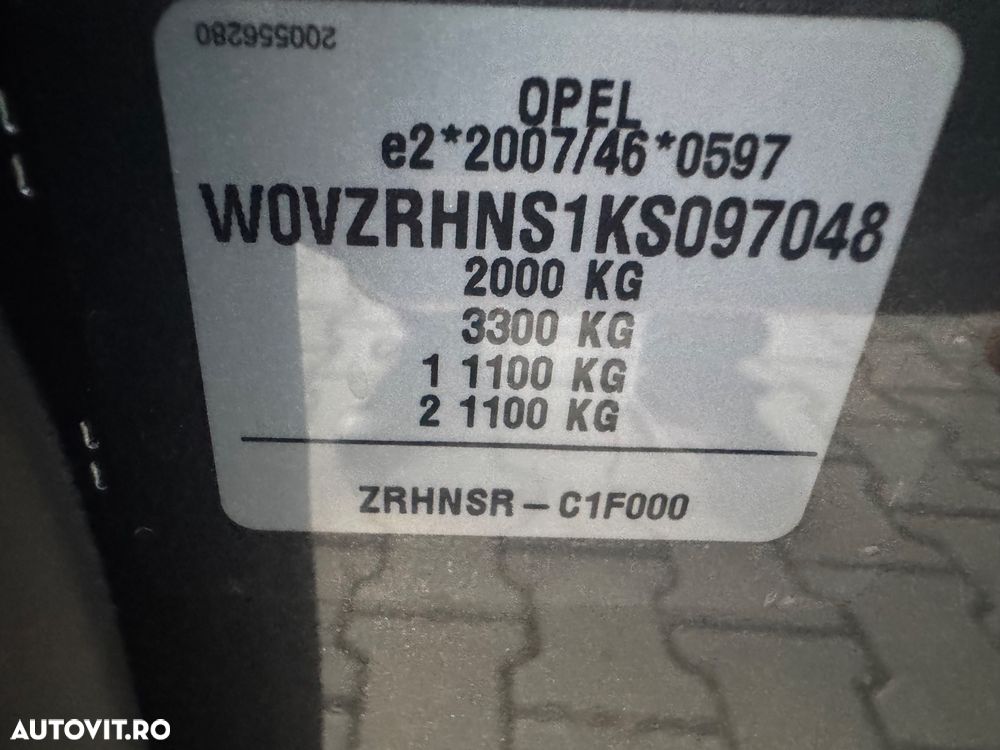 200556280
OPEL
e2*2007/46*0597
W0VZRHNS1KS097048
2000 KG
3300 KG
1 1100 KG
2 1100 KG
ZRHNSR – C1F000
AUTOVIT.RO